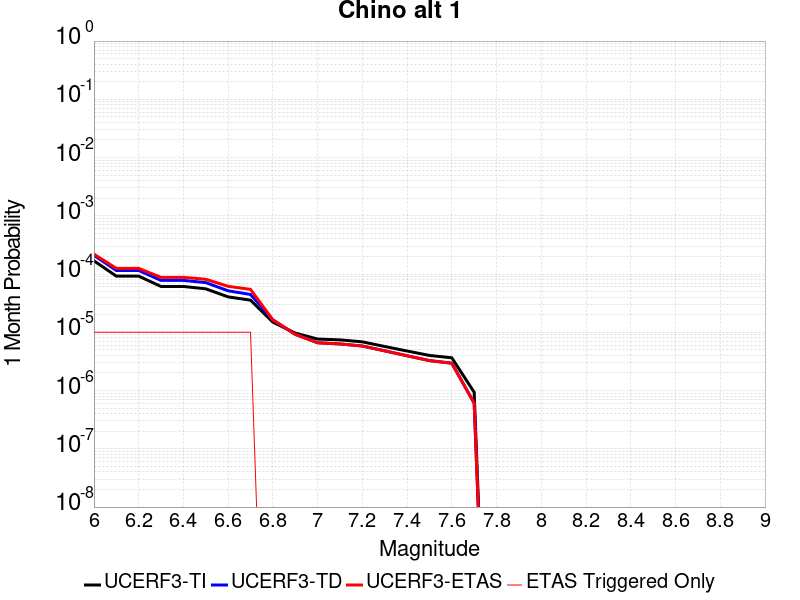 Chino alt 1
10^0
10^-1
10^-2
10^-3
10^-4
10^-5
10^-6
10^-7
10^-8
1 Month Probability
6 6.2 6.4 6.6 6.8 7 7.2 7.4 7.6 7.8 8 8.2 8.4 8.6 8.8 9
Magnitude
UCERF3-TI UCERF3-TD UCERF3-ETAS ETAS Triggered Only